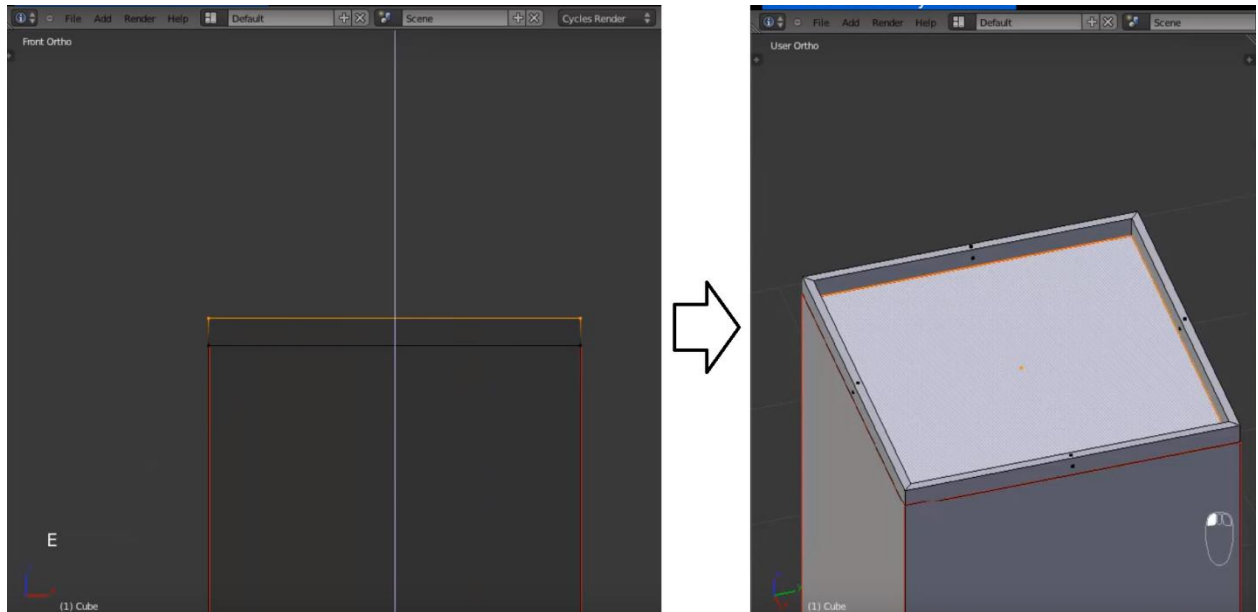 File Add Render Help Default Scene Cycles Render
Front Ortho
E
(1) Cube
File Add Render Help Default Scene
User Ortho
(1) Cube